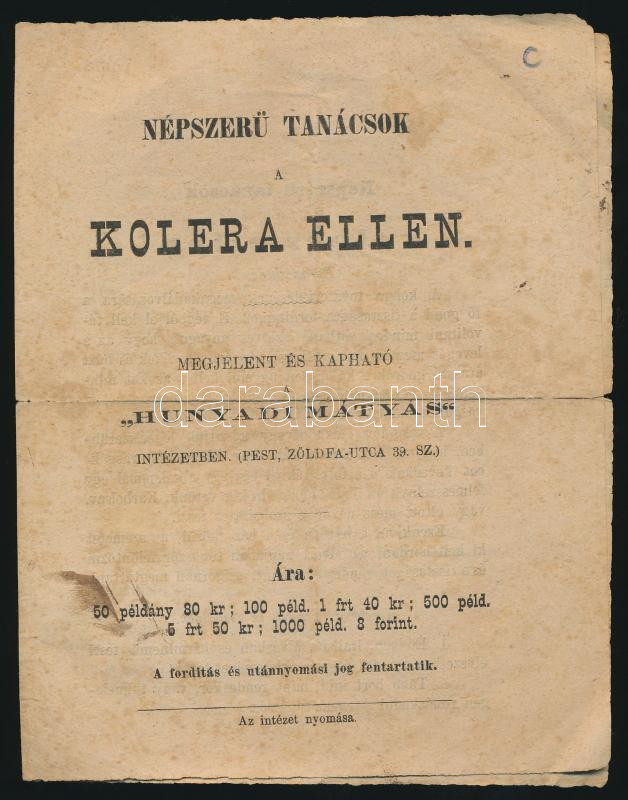 C
NÉPSZERÜ TANÁCSOK
A
KOLERA ELLEN.
MEGJELENT ÉS KAPHATÓ
A
„HUNYADI MÁTYÁS“
INTÉZETBEN. (PEST, ZÖLDFA-UTCA 39. SZ.)
Ára:
50 példány 80 kr; 100 péld. 1 frt 40 kr; 500 péld.
5 frt 50 kr; 1000 péld. 8 forint.
A forditás és utánnyomási jog fentartatik.
Az intézet nyomása.
darabanth